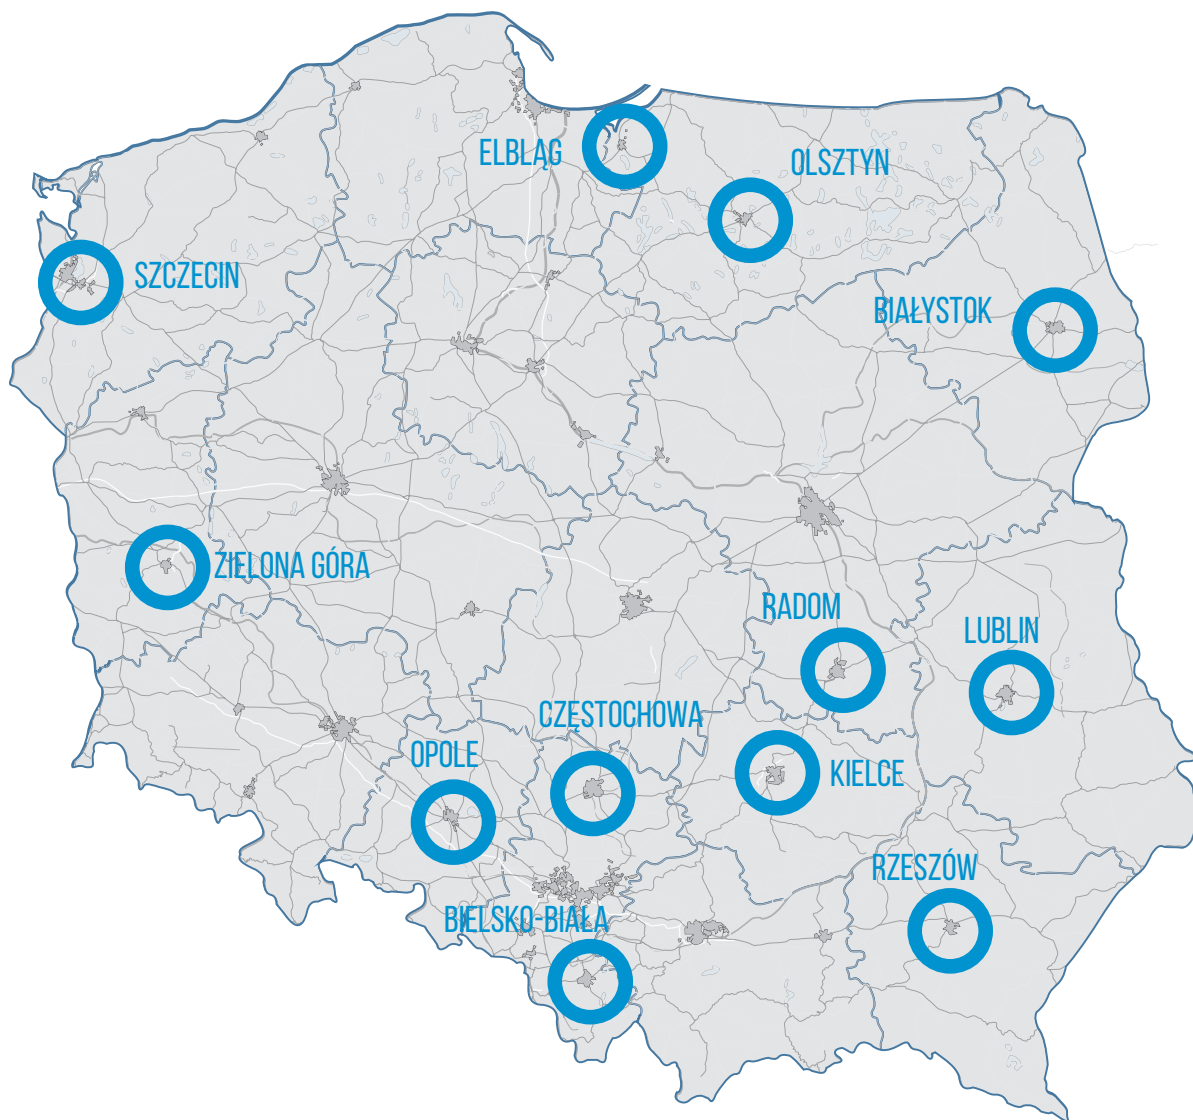 ELBLĄG
OLSZTYN
SZCZECIN
BIAŁYSTOK
ZIELONA GÓRA
RADOM
LUBLIN
CZĘSTOCHOWA
OPOLE
KIELCE
RZESZÓW
BIELSKO-BIAŁA